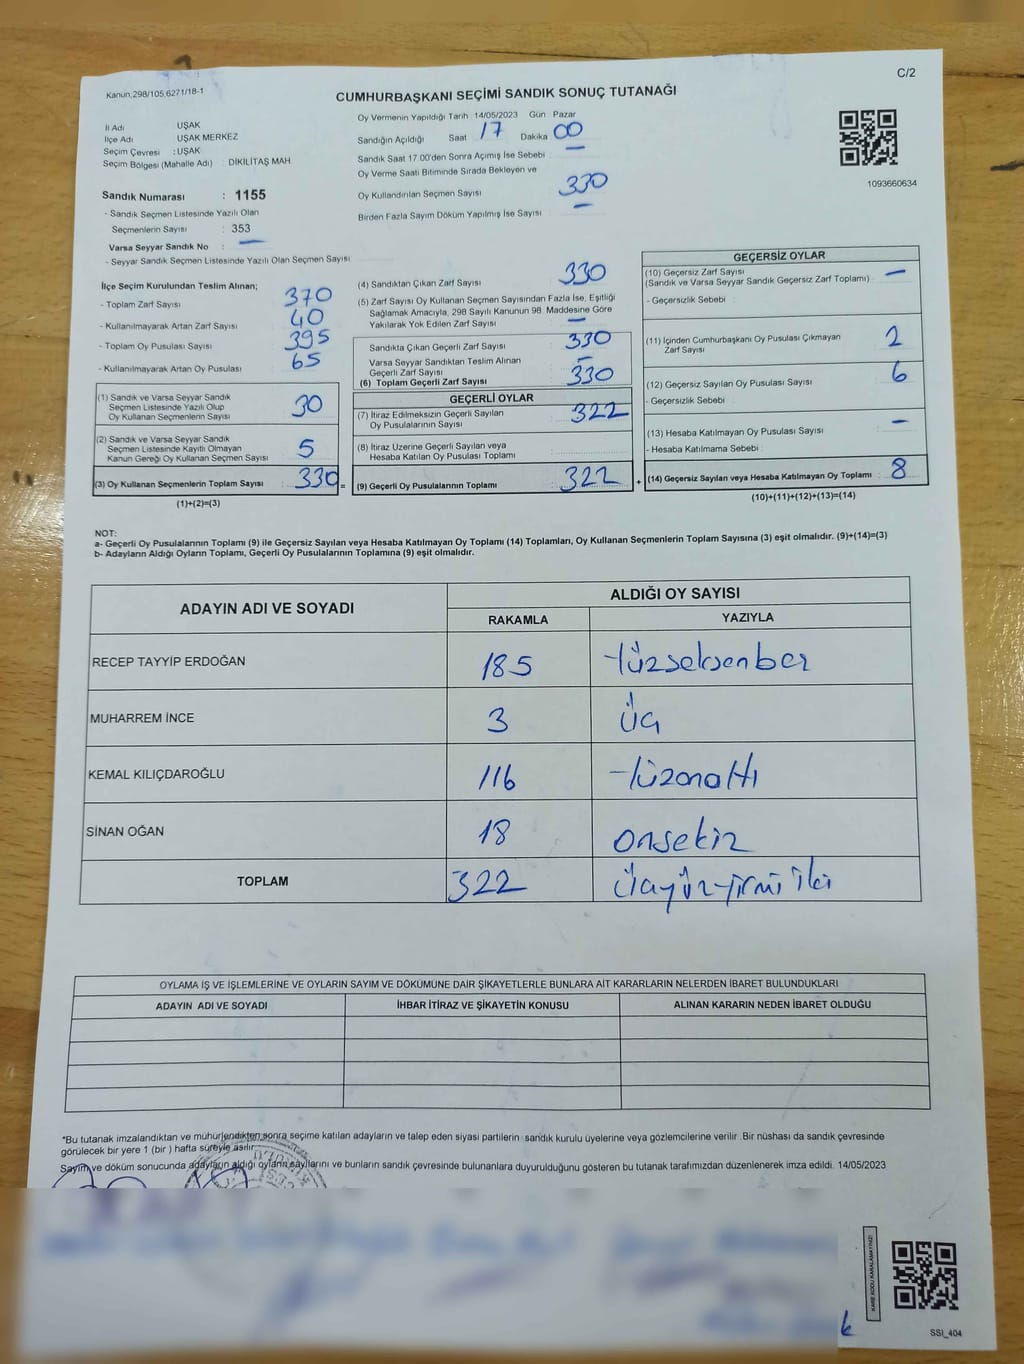 C/2
Kanun,298/105,6271/18-1
CUMHURBAŞKANI SEÇİMİ SANDIK SONUÇ TUTANAĞI
İl Adı UŞAK
İlçe Adı UŞAK MERKEZ
Seçim Çevresi : UŞAK
Seçim Bölgesi (Mahalle Adı) : DİKİLİTAŞ MAH
Sandık Numarası : 1155
- Sandık Seçmen Listesinde Yazılı Olan
Seçmenlerin Sayısı : 353
Varsa Seyyar Sandık No : —
- Seyyar Sandık Seçmen Listesinde Yazılı Olan Seçmen Sayısı
Oy Vermenin Yapıldığı Tarih : 14/05/2023 Gün Pazar
Sandığın Açıldığı Saat 17 Dakika 00
Sandık Saat 17.00'den Sonra Açımış İse Sebebi : —
Oy Verme Saati Bitiminde Sırada Bekleyen ve
Oy Kullandırılan Seçmen Sayısı 330
Birden Fazla Sayım Döküm Yapılmış İse Sayısı —
1093660634
İlçe Seçim Kurulundan Teslim Alınan;
- Toplam Zarf Sayısı 370
- Kullanılmayarak Artan Zarf Sayısı 40
- Toplam Oy Pusulası Sayısı 395
- Kullanılmayarak Artan Oy Pusulası 65
(1) Sandık ve Varsa Seyyar Sandık
Seçmen Listesinde Yazılı Olup
Oy Kullanan Seçmenlerin Sayısı 30
(2) Sandık ve Varsa Seyyar Sandık
Seçmen Listesinde Kayıtlı Olmayan
Kanun Gereği Oy Kullanan Seçmen Sayısı 5
(3) Oy Kullanan Seçmenlerin Toplam Sayısı 330 =
(1)+(2)=(3)
(4) Sandıktan Çıkan Zarf Sayısı 330
(5) Zarf Sayısı Oy Kullanan Seçmen Sayısından Fazla İse, Eşitliği
Sağlamak Amacıyla, 298 Sayılı Kanunun 98. Maddesine Göre
Yakılarak Yok Edilen Zarf Sayısı —
Sandıkta Çıkan Geçerli Zarf Sayısı 330
Varsa Seyyar Sandıktan Teslim Alınan
Geçerli Zarf Sayısı —
(6) Toplam Geçerli Zarf Sayısı 330
GEÇERLİ OYLAR
(7) İtiraz Edilmeksizin Geçerli Sayılan
Oy Pusulalarının Sayısı 322
(8) İtiraz Üzerine Geçerli Sayılan veya
Hesaba Katılan Oy Pusulası Toplamı
(9) Geçerli Oy Pusulalarının Toplamı 322 +
GEÇERSİZ OYLAR
(10) Geçersiz Zarf Sayısı —
(Sandık ve Varsa Seyyar Sandık Geçersiz Zarf Toplamı)
- Geçersizlik Sebebi :
(11) İçinden Cumhurbaşkanı Oy Pusulası Çıkmayan
Zarf Sayısı 2
(12) Geçersiz Sayılan Oy Pusulası Sayısı 6
- Geçersizlik Sebebi :
(13) Hesaba Katılmayan Oy Pusulası Sayısı —
- Hesaba Katılmama Sebebi :
(14) Geçersiz Sayılan veya Hesaba Katılmayan Oy Toplamı 8
(10)+(11)+(12)+(13)=(14)
NOT:
a- Geçerli Oy Pusulalarının Toplamı (9) ile Geçersiz Sayılan veya Hesaba Katılmayan Oy Toplamı (14) Toplamları, Oy Kullanan Seçmenlerin Toplam Sayısına (3) eşit olmalıdır. (9)+(14)=(3)
b- Adayların Aldığı Oyların Toplamı, Geçerli Oy Pusulalarının Toplamına (9) eşit olmalıdır.
ADAYIN ADI VE SOYADI ALDIĞI OY SAYISI
RAKAMLA YAZIYLA
RECEP TAYYİP ERDOĞAN 185 Yüzseksenbeş
MUHARREM İNCE 3 Üç
KEMAL KILIÇDAROĞLU 116 Yüzonaltı
SİNAN OĞAN 18 onsekiz
TOPLAM 322 Üçyüzyirmi iki
OYLAMA İŞ VE İŞLEMLERİNE VE OYLARIN SAYIM VE DÖKÜMÜNE DAİR ŞİKAYETLERLE BUNLARA AİT KARARLARIN NELERDEN İBARET BULUNDUKLARI
ADAYIN ADI VE SOYADI İHBAR İTİRAZ VE ŞİKAYETİN KONUSU ALINAN KARARIN NEDEN İBARET OLDUĞU
*Bu tutanak imzalandıktan ve mühürlendikten sonra seçime katılan adayların ve talep eden siyasi partilerin sandık kurulu üyelerine veya gözlemcilerine verilir. Bir nüshası da sandık çevresinde
görülecek bir yere 1 (bir) hafta süreyle asılır.
Sayım ve döküm sonucunda adayların aldığı oyların sayılarını ve bunların sandık çevresinde bulunanlara duyurulduğunu gösteren bu tutanak tarafımızdan düzenlenerek imza edildi. 14/05/2023
KARE KODU KARALAMAYINIZ!
SSI_404